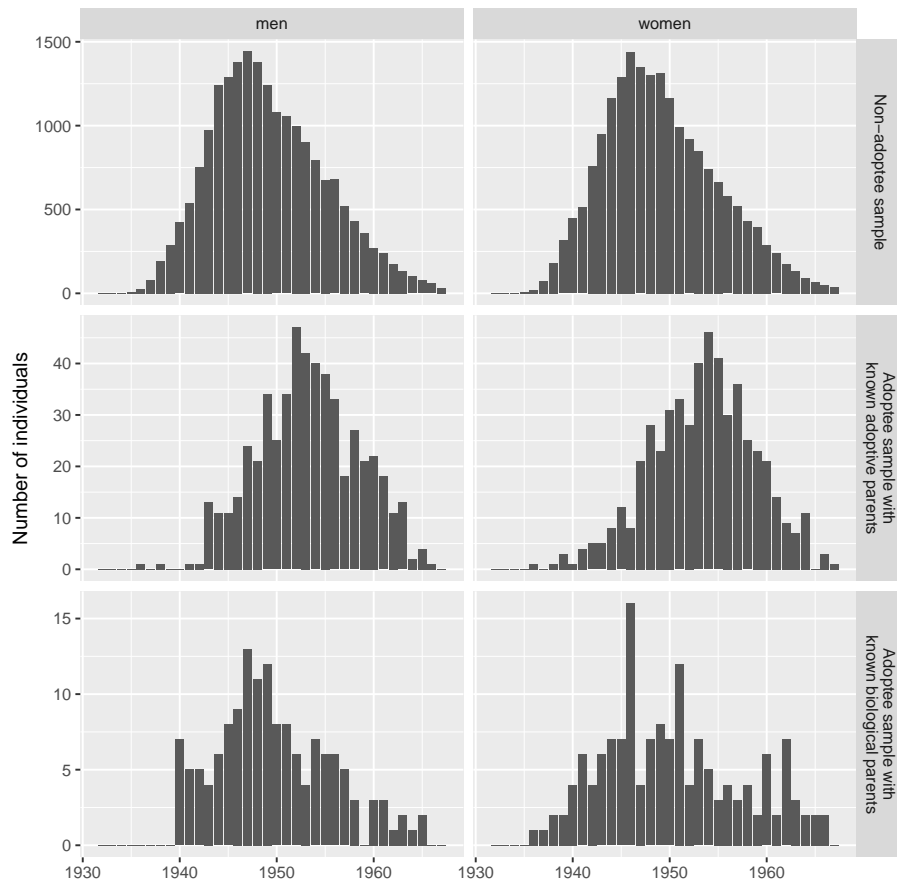 men
women
1500
1000
500
0
Non−adoptee sample
40
30
20
10
0
Adoptee sample with
known adoptive parents
15
10
5
0
Adoptee sample with
known biological parents
Number of individuals
1930 1940 1950 1960 1930 1940 1950 1960